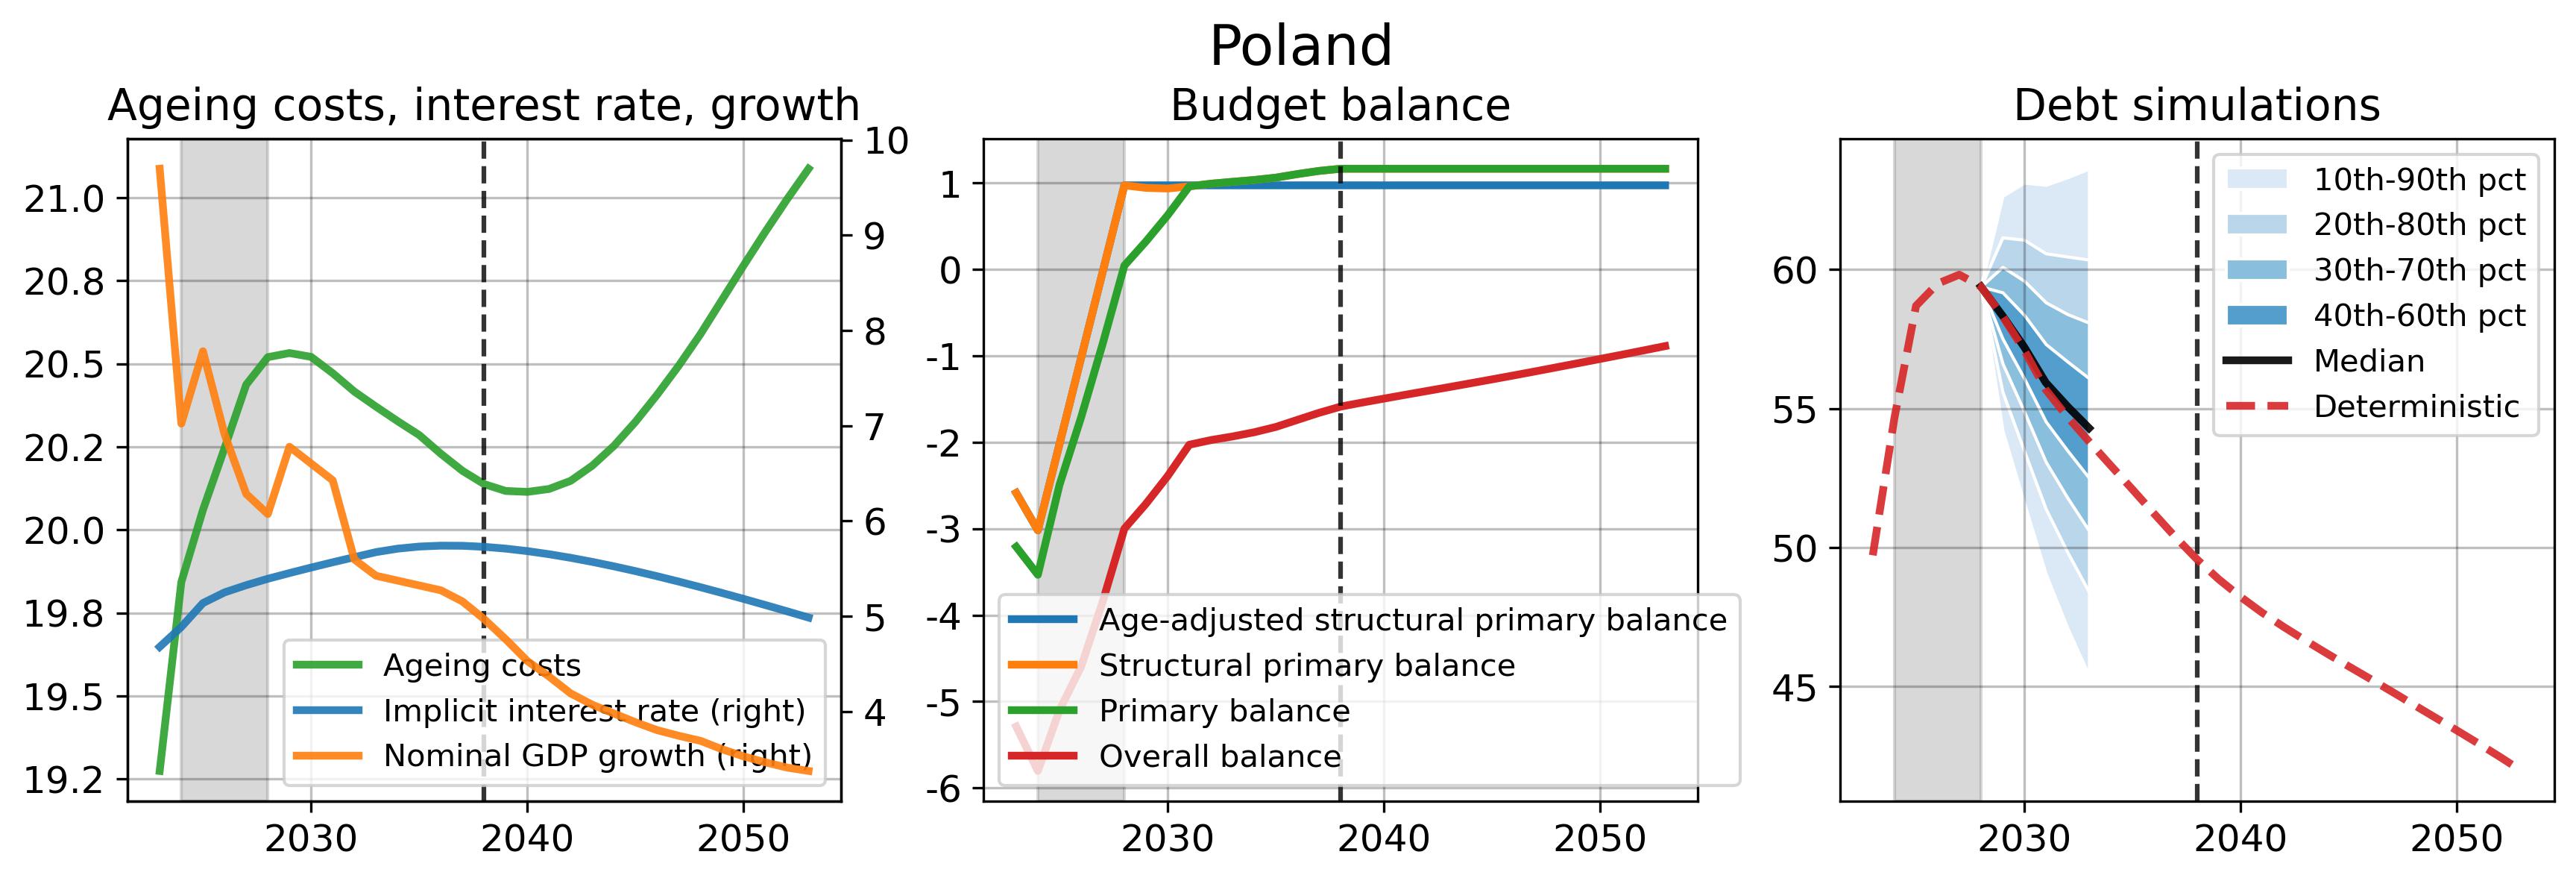 Poland
Ageing costs, interest rate, growth
21.0
20.8
20.5
20.2
20.0
19.8
19.5
19.2
10
9
8
7
6
5
4
2030
2040
2050
Ageing costs
Implicit interest rate (right)
Nominal GDP growth (right)
Budget balance
1
0
-1
-2
-3
-4
-5
-6
2030
2040
2050
Age-adjusted structural primary balance
Structural primary balance
Primary balance
Overall balance
Debt simulations
60
55
50
45
2030
2040
2050
10th-90th pct
20th-80th pct
30th-70th pct
40th-60th pct
Median
Deterministic